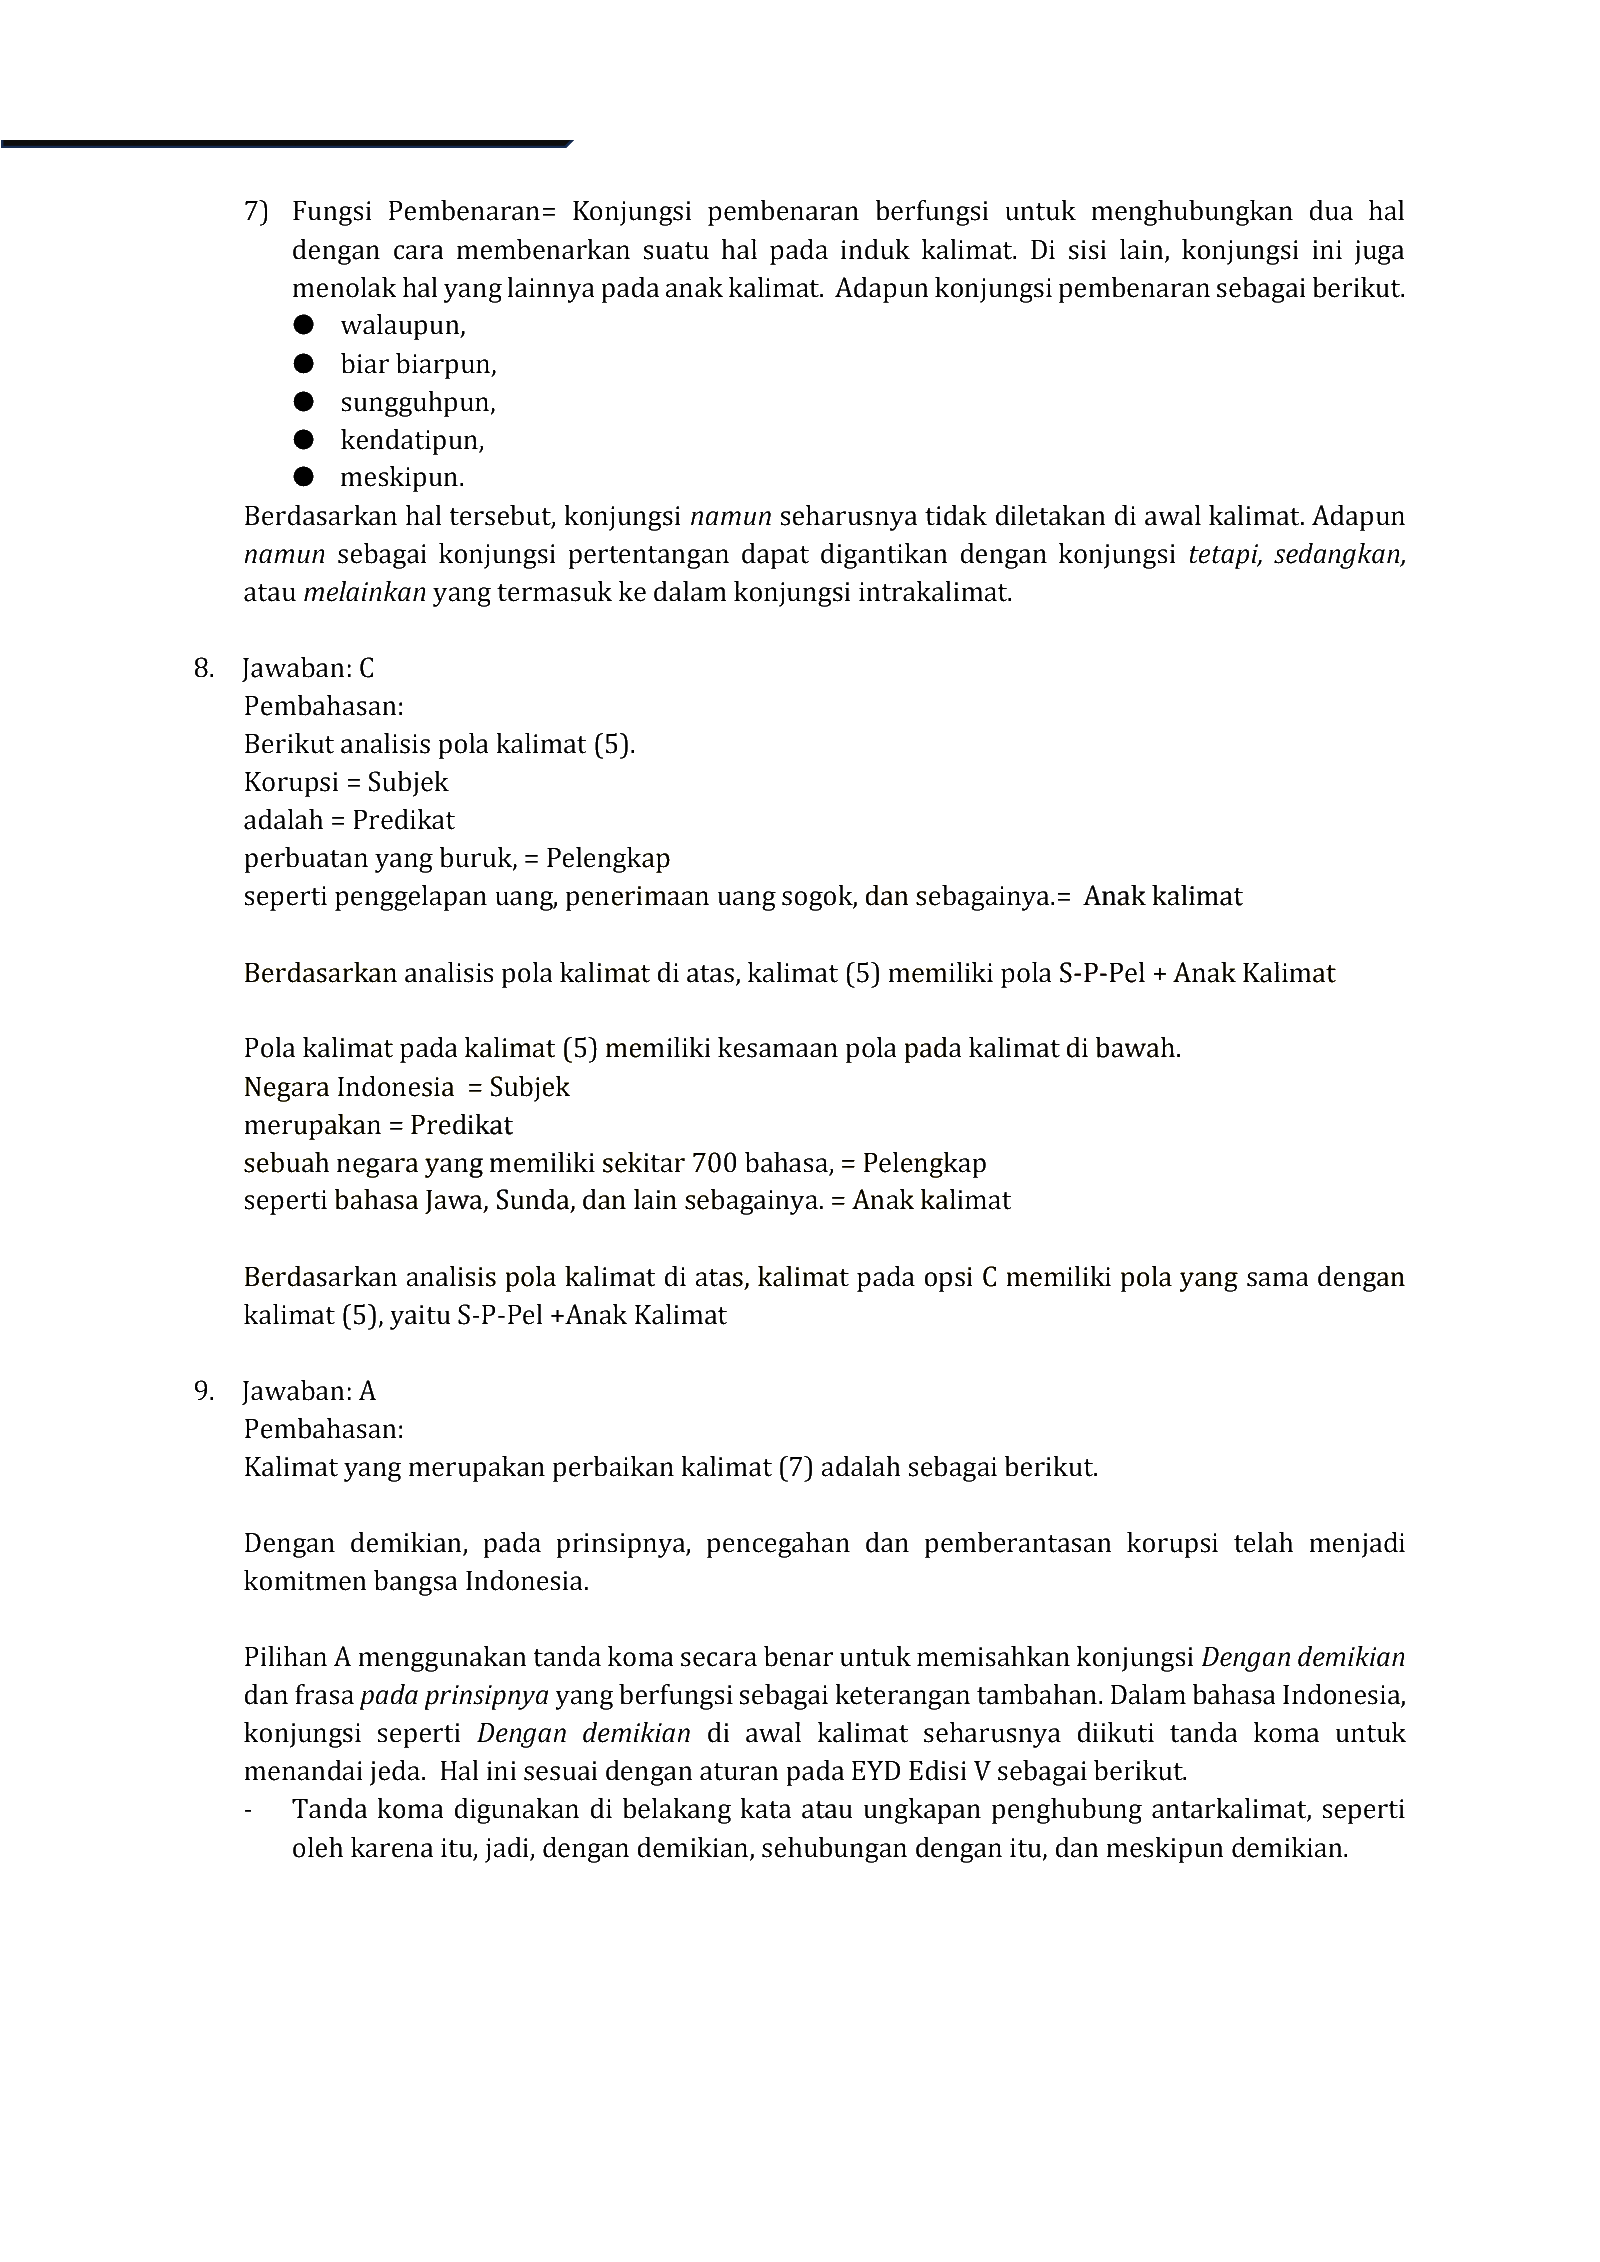 7) Fungsi Pembenaran= Konjungsi pembenaran berfungsi untuk menghubungkan dua hal
dengan cara membenarkan suatu hal pada induk kalimat. Di sisi lain, konjungsi ini juga
menolak hal yang lainnya pada anak kalimat. Adapun konjungsi pembenaran sebagai berikut.
● walaupun,
● biar biarpun,
● sungguhpun,
● kendatipun,
● meskipun.
Berdasarkan hal tersebut, konjungsi namun seharusnya tidak diletakan di awal kalimat. Adapun
namun sebagai konjungsi pertentangan dapat digantikan dengan konjungsi tetapi, sedangkan,
atau melainkan yang termasuk ke dalam konjungsi intrakalimat.
8. Jawaban: C
Pembahasan:
Berikut analisis pola kalimat (5).
Korupsi = Subjek
adalah = Predikat
perbuatan yang buruk, = Pelengkap
seperti penggelapan uang, penerimaan uang sogok, dan sebagainya.= Anak kalimat
Berdasarkan analisis pola kalimat di atas, kalimat (5) memiliki pola S-P-Pel + Anak Kalimat
Pola kalimat pada kalimat (5) memiliki kesamaan pola pada kalimat di bawah.
Negara Indonesia = Subjek
merupakan = Predikat
sebuah negara yang memiliki sekitar 700 bahasa, = Pelengkap
seperti bahasa Jawa, Sunda, dan lain sebagainya. = Anak kalimat
Berdasarkan analisis pola kalimat di atas, kalimat pada opsi C memiliki pola yang sama dengan
kalimat (5), yaitu S-P-Pel +Anak Kalimat
9. Jawaban: A
Pembahasan:
Kalimat yang merupakan perbaikan kalimat (7) adalah sebagai berikut.
Dengan demikian, pada prinsipnya, pencegahan dan pemberantasan korupsi telah menjadi
komitmen bangsa Indonesia.
Pilihan A menggunakan tanda koma secara benar untuk memisahkan konjungsi Dengan demikian
dan frasa pada prinsipnya yang berfungsi sebagai keterangan tambahan. Dalam bahasa Indonesia,
konjungsi seperti Dengan demikian di awal kalimat seharusnya diikuti tanda koma untuk
menandai jeda. Hal ini sesuai dengan aturan pada EYD Edisi V sebagai berikut.
- Tanda koma digunakan di belakang kata atau ungkapan penghubung antarkalimat, seperti
oleh karena itu, jadi, dengan demikian, sehubungan dengan itu, dan meskipun demikian.